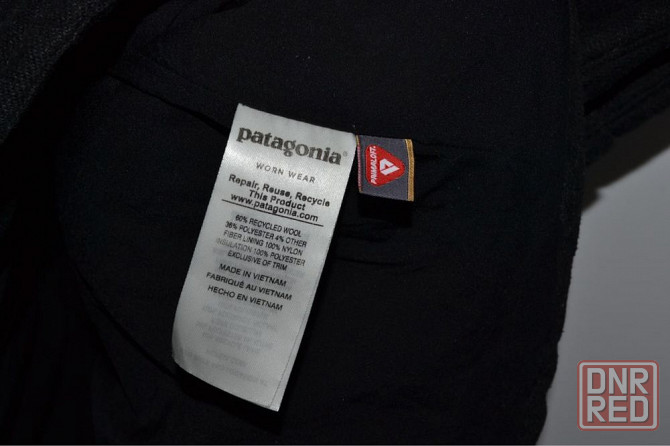 patagonia®
WORN WEAR
Repair, Reuse, Recycle
This Product
www.patagonia.com
60% RECYCLED WOOL
36% POLYESTER 4% OTHER
FIBER LINING 100% NYLON
INSULATION 100% POLYESTER
EXCLUSIVE OF TRIM
MADE IN VIETNAM
FABRIQUÉ AU VIETNAM
HECHO EN VIETNAM
PRIMALOFT
DNR
RED